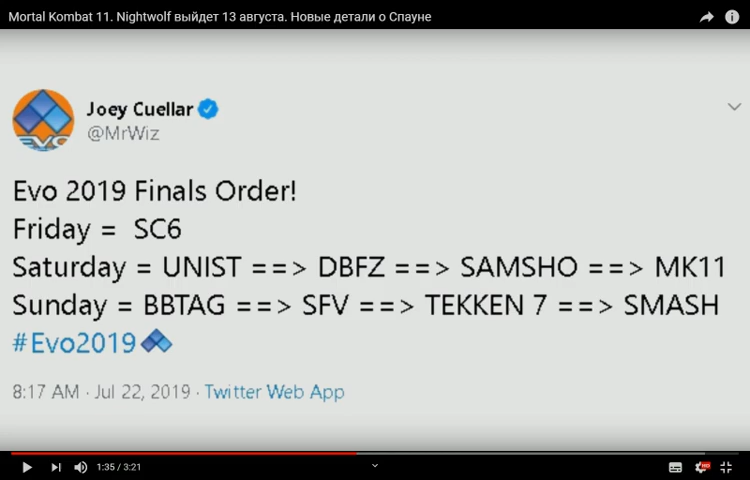 Mortal Kombat 11. Nightwolf выйдет 13 августа. Новые детали о Спауне
Joey Cuellar
@MrWiz
EVO
Evo 2019 Finals Order!
Friday = SC6
Saturday = UNIST ==> DBFZ ==> SAMSHO ==> MK11
Sunday = BBTAG ==> SFV ==> TEKKEN 7 ==> SMASH
#Evo2019
8:17 AM · Jul 22, 2019 · Twitter Web App
1:35 / 3:21
HD